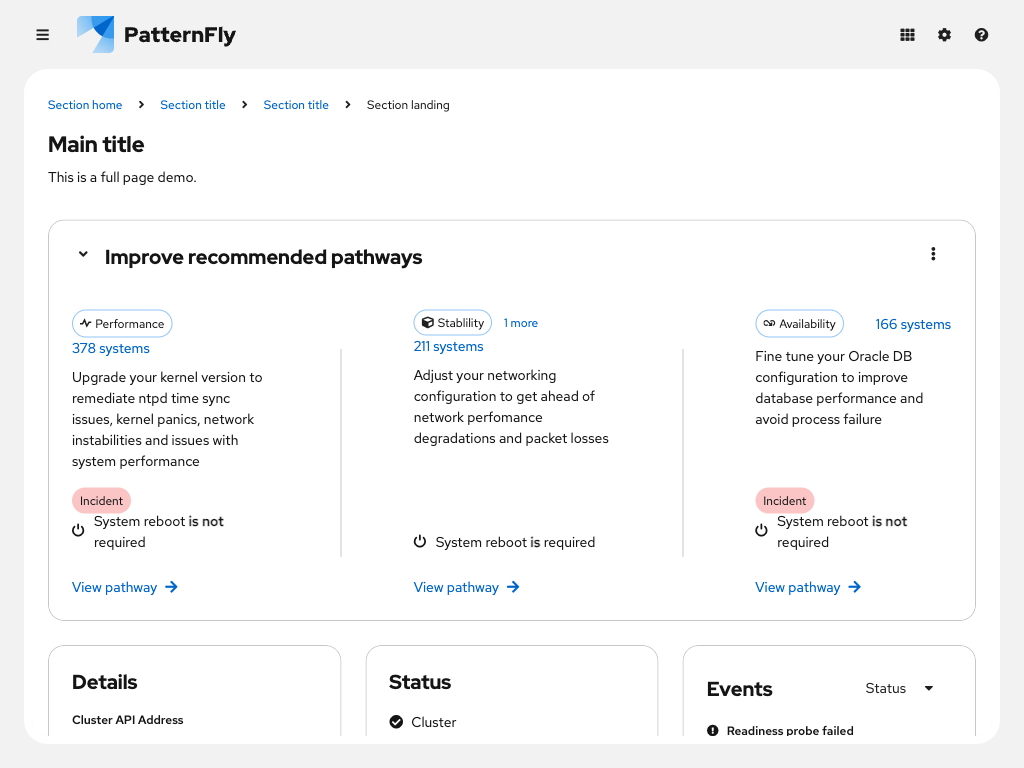 PatternFly
Section home
Section title
Section title
Section landing
Main title
This is a full page demo.
Improve recommended pathways
Performance
378 systems
Upgrade your kernel version to
remediate ntpd time sync
issues, kernel panics, network
instabilities and issues with
system performance
Incident
System reboot is not
required
View pathway
Stablility
1 more
211 systems
Adjust your networking
configuration to get ahead of
network perfomance
degradations and packet losses
System reboot is required
View pathway
Availability
166 systems
Fine tune your Oracle DB
configuration to improve
database performance and
avoid process failure
Incident
System reboot is not
required
View pathway
Details
Cluster API Address
Status
Cluster
Events
Status
Readiness probe failed